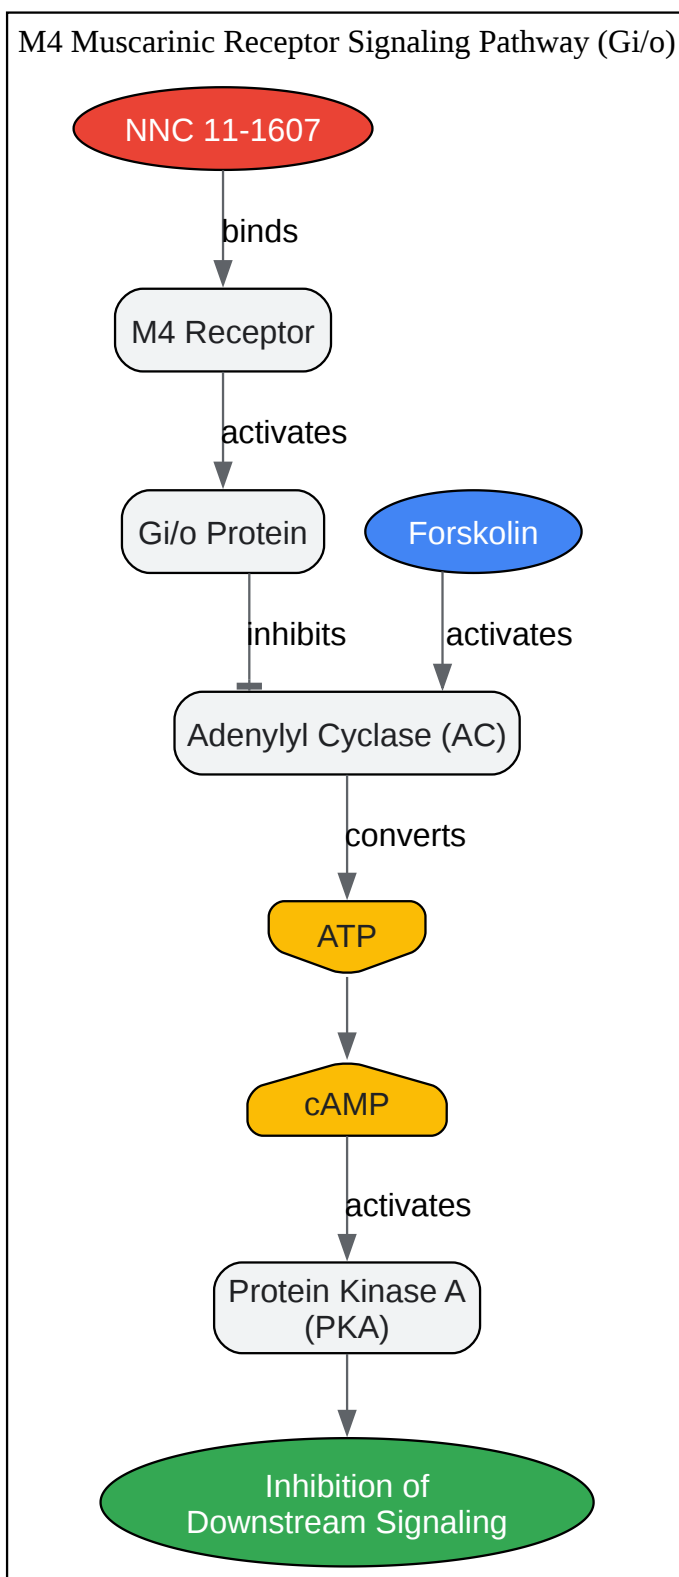 M4 Muscarinic Receptor Signaling Pathway (Gi/o)
NNC 11-1607
binds
M4 Receptor
activates
Gi/o Protein
Forskolin
inhibits
activates
Adenylyl Cyclase (AC)
converts
ATP
cAMP
activates
Protein Kinase A
(PKA)
Inhibition of
Downstream Signaling